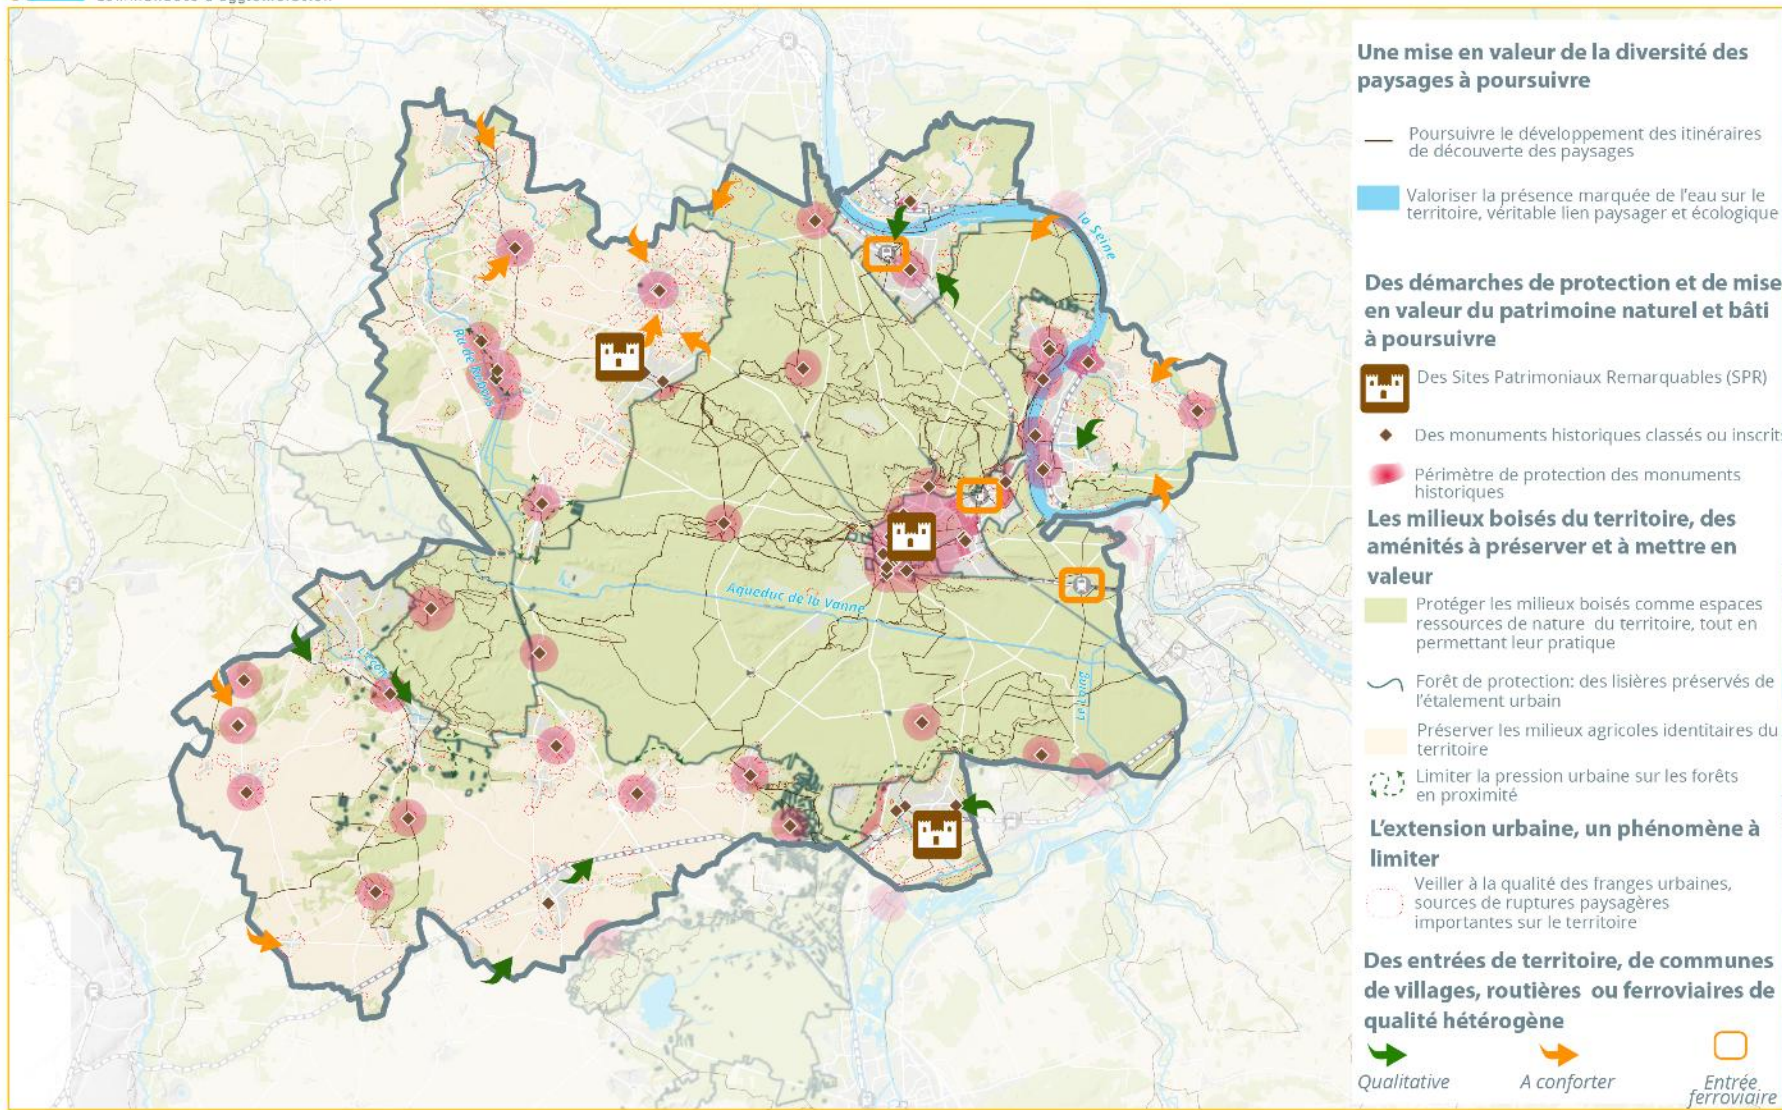 Une mise en valeur de la diversité des
paysages à poursuivre
Poursuivre le développement des itinéraires
de découverte des paysages
Valoriser la présence marquée de l'eau sur le
territoire, véritable lien paysager et écologique
Des démarches de protection et de mise
en valeur du patrimoine naturel et bâti
à poursuivre
Des Sites Patrimoniaux Remarquables (SPR)
Des monuments historiques classés ou inscrits
Périmètre de protection des monuments
historiques
Les milieux boisés du territoire, des
aménités à préserver et à mettre en
valeur
Protéger les milieux boisés comme espaces
ressources de nature du territoire, tout en
permettant leur pratique
Forêt de protection: des lisières préservés de
l'étalement urbain
Préserver les milieux agricoles identitaires du
territoire
Limiter la pression urbaine sur les forêts
en proximité
L'extension urbaine, un phénomène à
limiter
Veiller à la qualité des franges urbaines,
sources de ruptures paysagères
importantes sur le territoire
Des entrées de territoire, de communes
de villages, routières ou ferroviaires de
qualité hétérogène
Qualitative
A conforter
Entrée
ferroviaire
la Seine
Aqueduc de la Vanne
Le Loing